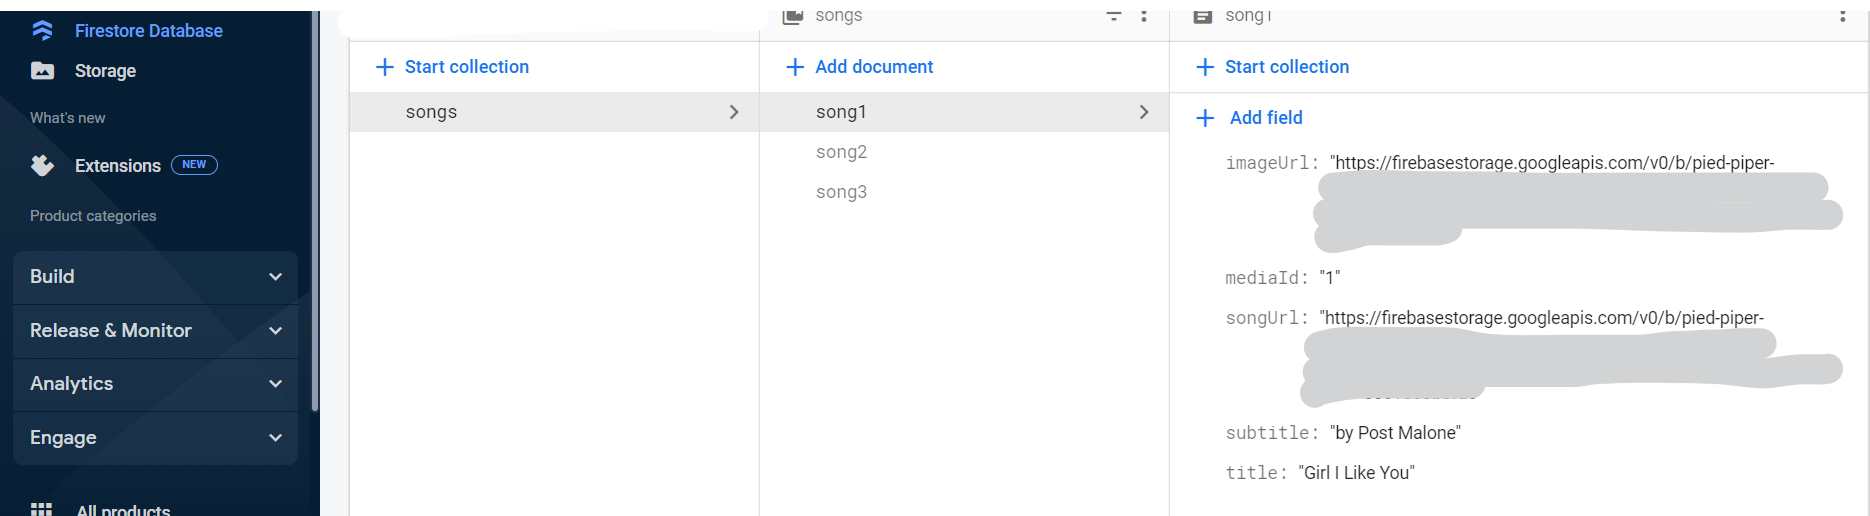 Firestore Database
Storage
What's new
Extensions NEW
Product categories
Build
Release & Monitor
Analytics
Engage
All products
songs
song1
Start collection
Add document
Start collection
songs
song1
song2
song3
Add field
imageUrl: "https://firebasestorage.googleapis.com/v0/b/pied-piper-
mediaId: "1"
songUrl: "https://firebasestorage.googleapis.com/v0/b/pied-piper-
subtitle: "by Post Malone"
title: "Girl I Like You"